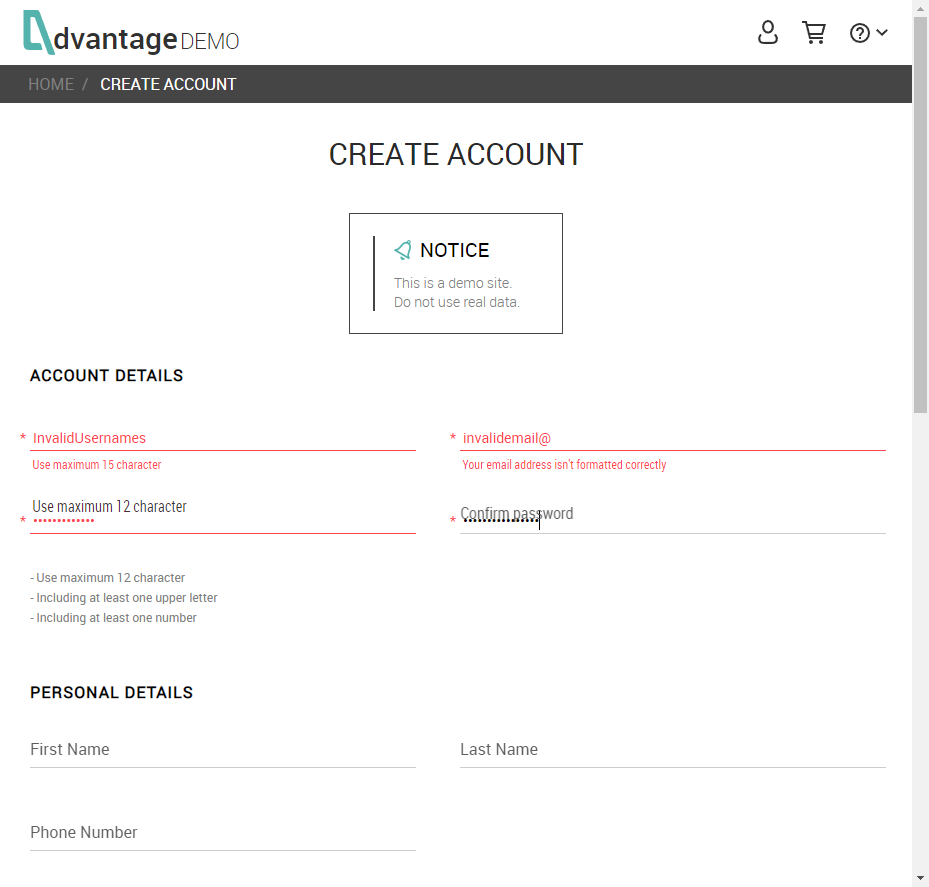 dvantage DEMO
HOME / CREATE ACCOUNT
CREATE ACCOUNT
NOTICE
This is a demo site.
Do not use real data.
ACCOUNT DETAILS
* InvalidUsernames
* invalidemail@
Use maximum 15 character
Your email address isn't formatted correctly
Use maximum 12 character
*
* Confirm password
- Use maximum 12 character
- Including at least one upper letter
- Including at least one number
PERSONAL DETAILS
First Name
Last Name
Phone Number